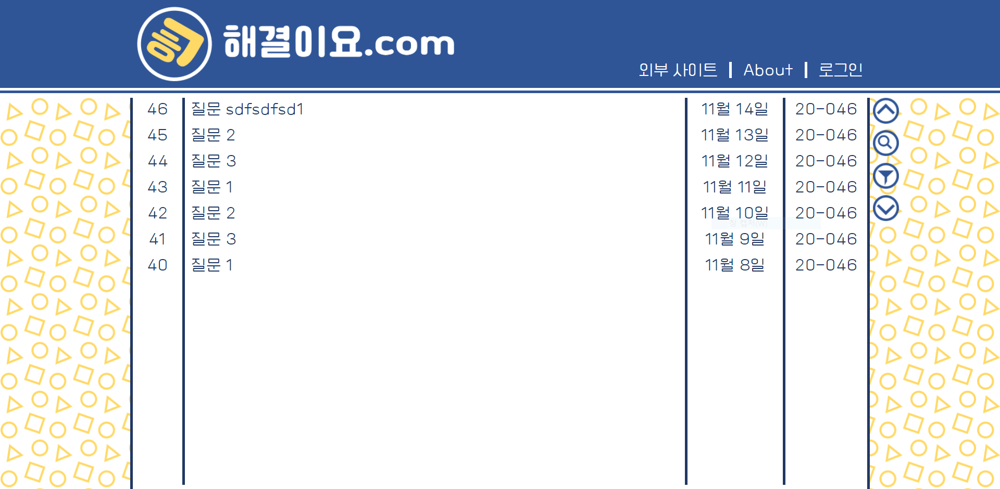 해결이요.com
외부 사이트 | About | 로그인
46 질문 sdfsdfsd1 11월 14일 20-046
45 질문 2 11월 13일 20-046
44 질문 3 11월 12일 20-046
43 질문 1 11월 11일 20-046
42 질문 2 11월 10일 20-046
창 캡처(W)
41 질문 3 11월 9일 20-046
40 질문 1 11월 8일 20-046